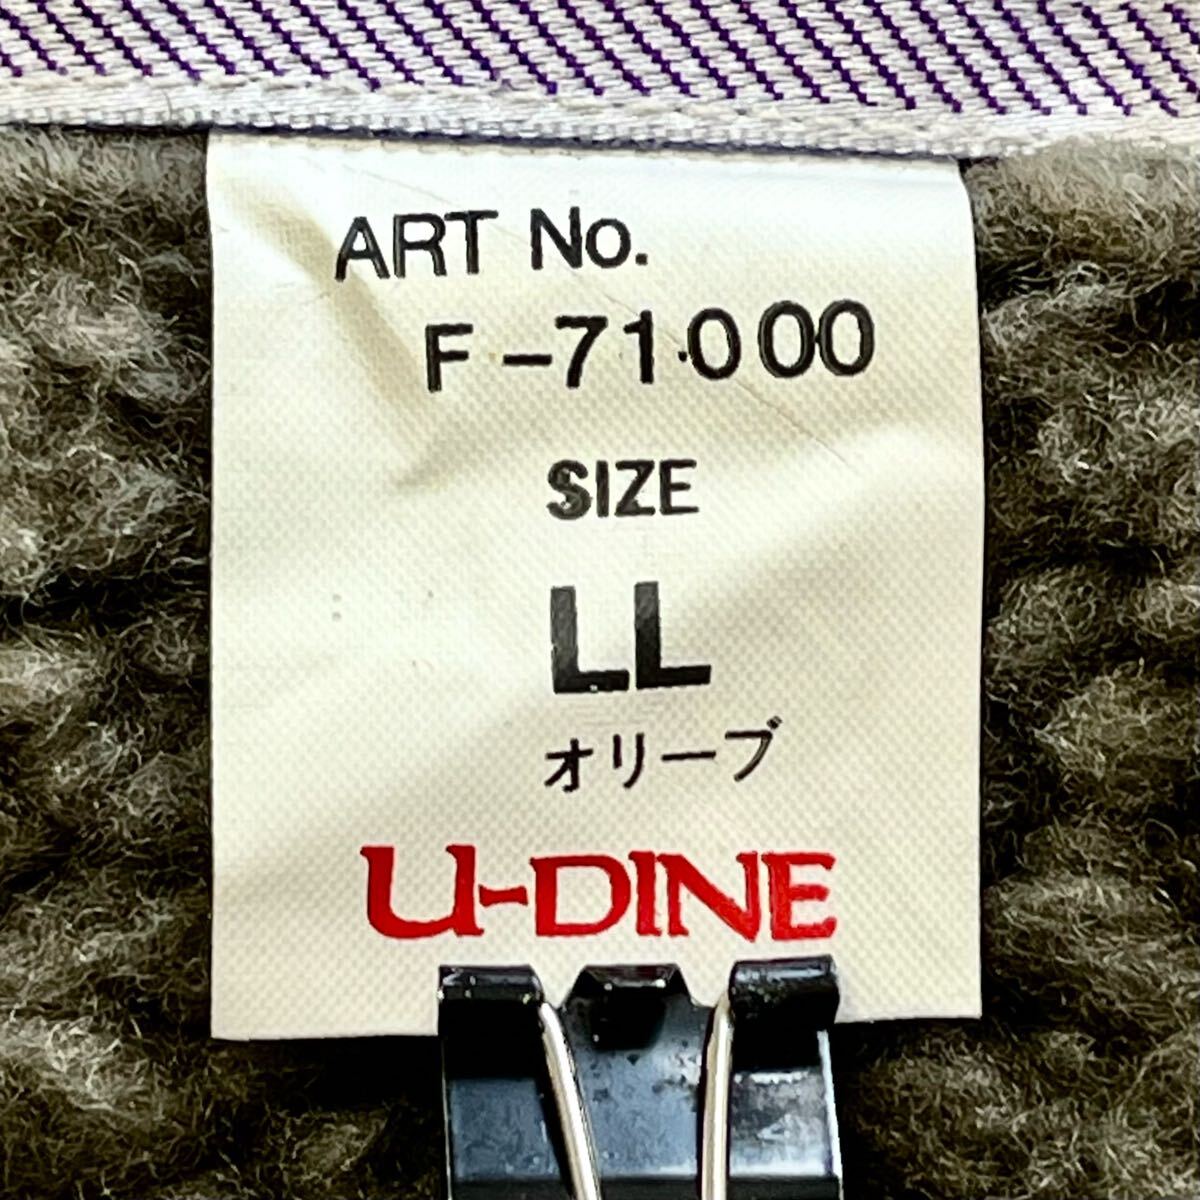 ART No.
F-71000
SIZE
LL
オリーブ
U-DINE